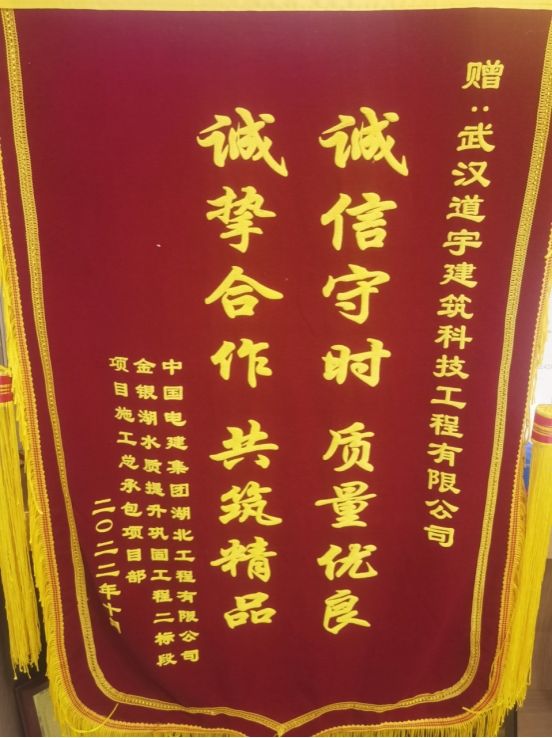 赠:武汉道宇建筑科技工程有限公司
诚信守时 质量优良
诚挚合作 共筑精品
中国电建集团湖北工程有限公司
金银湖水质提升巩固工程二标段
项目施工总承包项目部
二〇二二年十月